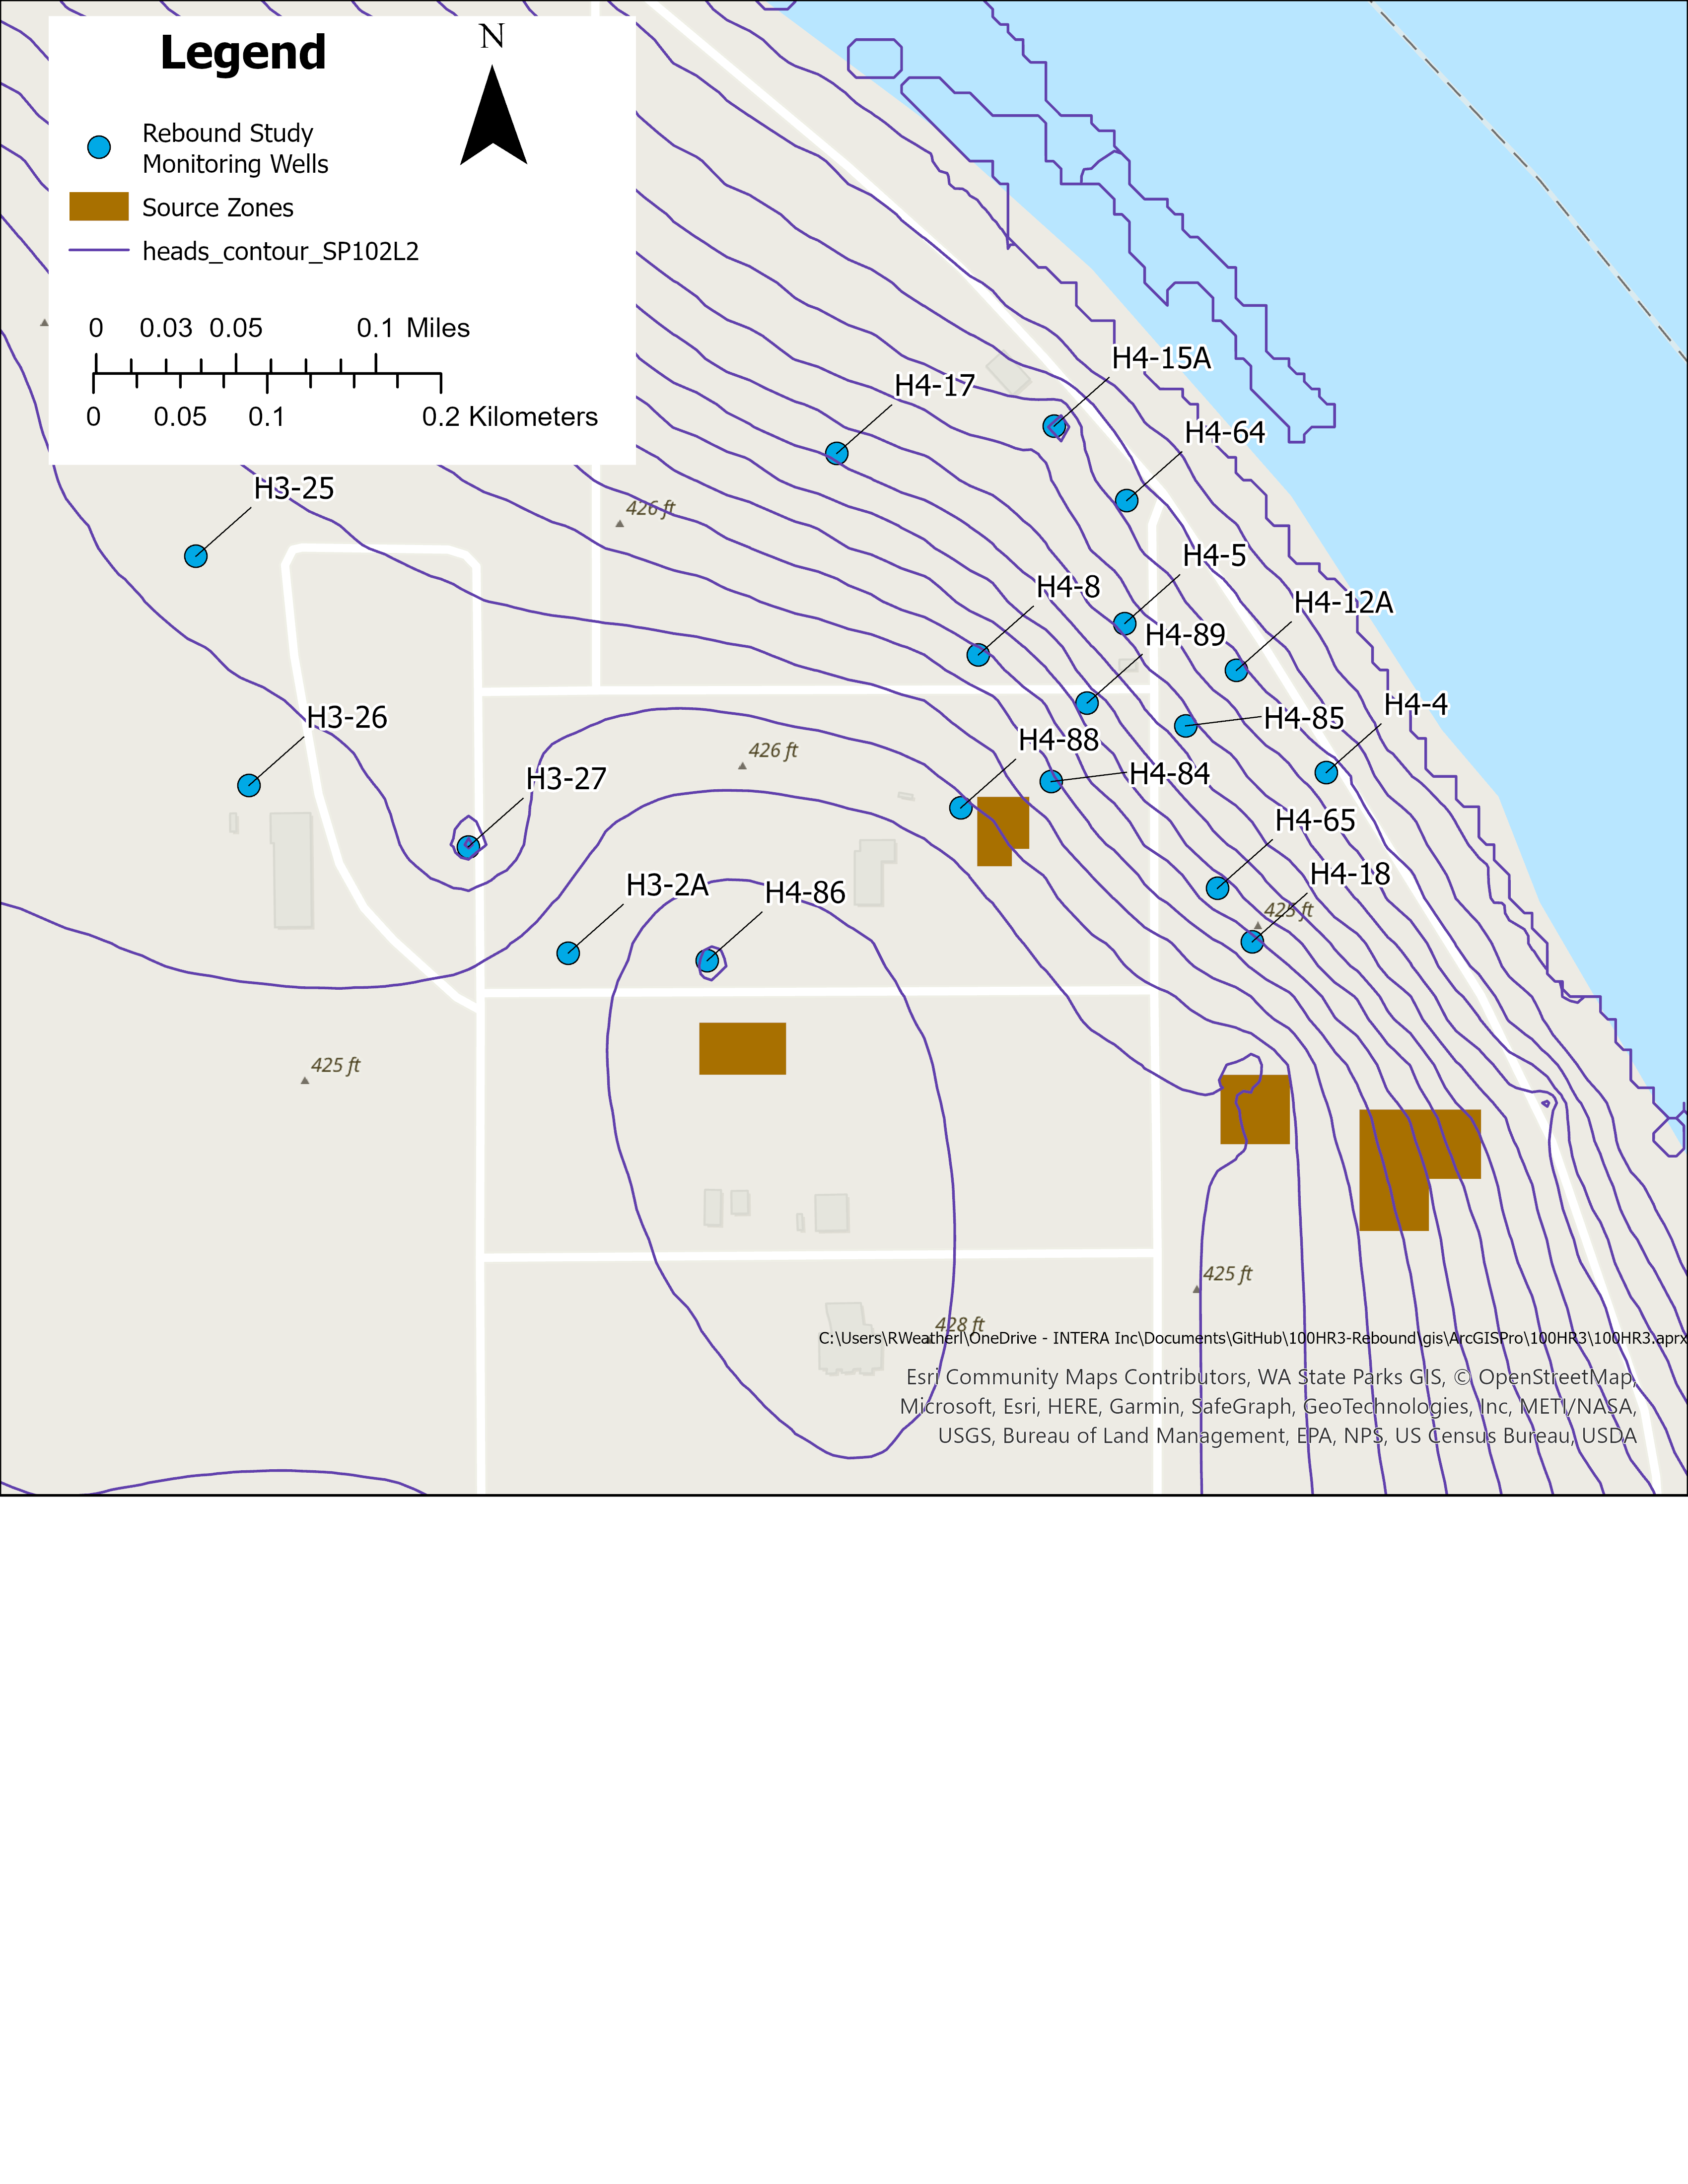 Legend
N
Rebound Study
Monitoring Wells
Source Zones
heads_contour_SP102L2
0 0.03 0.05 0.1 Miles
0 0.05 0.1 0.2 Kilometers
H4-15A
H4-17
H4-64
H3-25
426 ft
H4-5
H4-8
H4-12A
H4-89
H4-4
H3-26
H4-85
H4-88
426 ft
H4-84
H3-27
H4-65
H4-18
H3-2A
H4-86
425 ft
425 ft
425 ft
428 ft
C:\Users\RWeatherl\OneDrive - INTERA Inc\Documents\GitHub\100HR3-Rebound\gis\ArcGISPro\100HR3\100HR3.aprx
Esri Community Maps Contributors, WA State Parks GIS, © OpenStreetMap,
Microsoft, Esri, HERE, Garmin, SafeGraph, GeoTechnologies, Inc, METI/NASA,
USGS, Bureau of Land Management, EPA, NPS, US Census Bureau, USDA